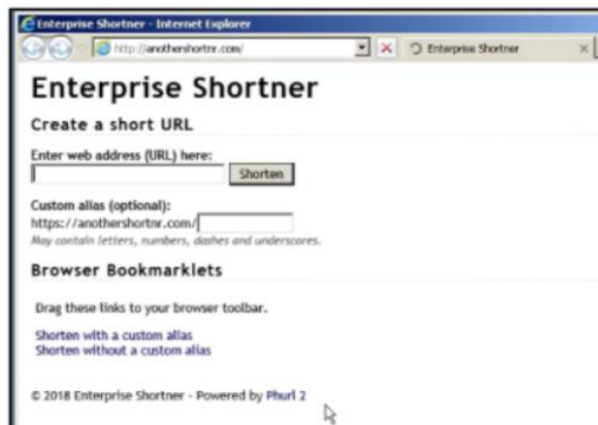 Enterprise Shortner - Internet Explorer
http://anothershortnr.com/
Enterprise Shortner
Enterprise Shortner
Create a short URL
Enter web address (URL) here:
Shorten
Custom alias (optional):
https://anothershortnr.com/
May contain letters, numbers, dashes and underscores.
Browser Bookmarklets
Drag these links to your browser toolbar.
Shorten with a custom alias
Shorten without a custom alias
© 2018 Enterprise Shortner - Powered by Phurl 2